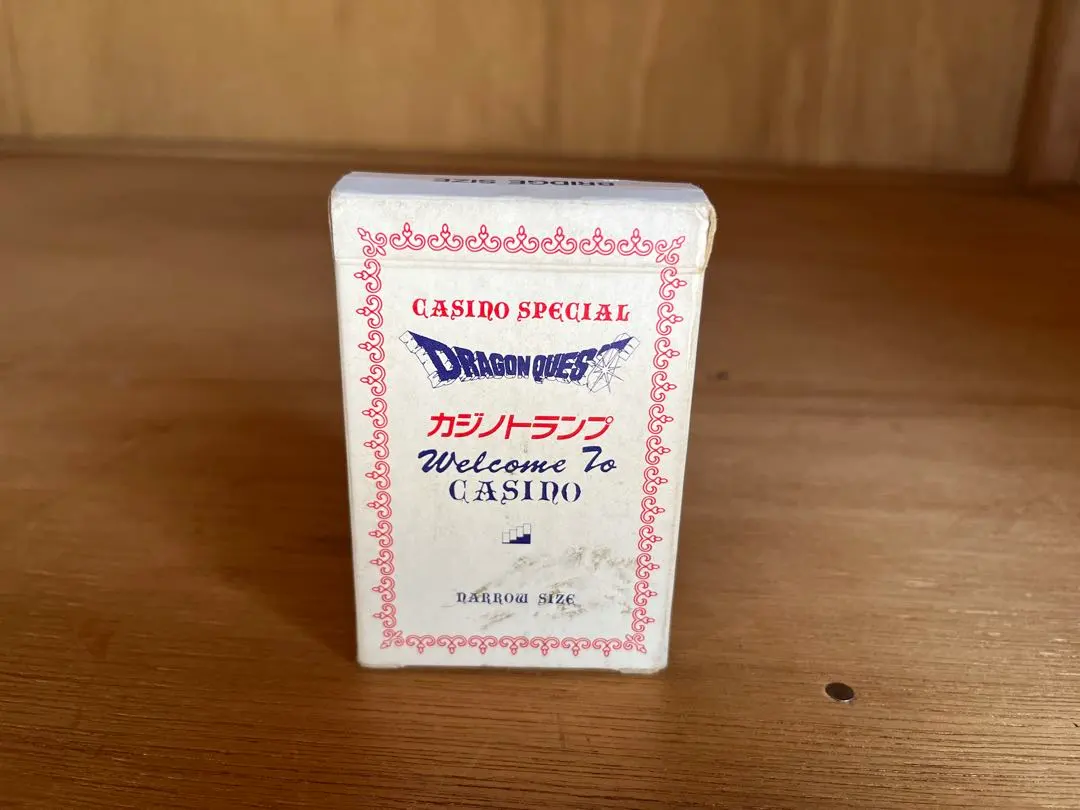 BRIDGE SIZE
CASINO SPECIAL
DRAGON QUEST
カジノトランプ
Welcome To
CASINO
NARROW SIZE